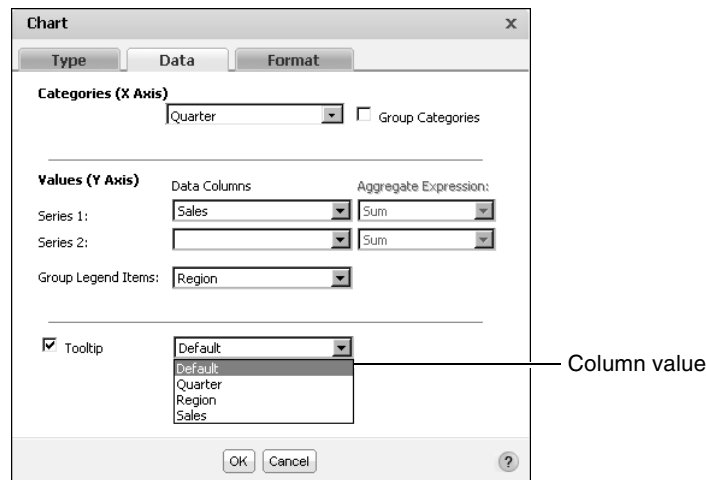 Chart x
Type Data Format
Categories (X Axis)
Quarter Group Categories
Values (Y Axis) Data Columns Aggregate Expression:
Series 1: Sales Sum
Series 2: Sum
Group Legend Items: Region
Tooltip Default
Default Column value
Quarter
Region
Sales
OK Cancel ?